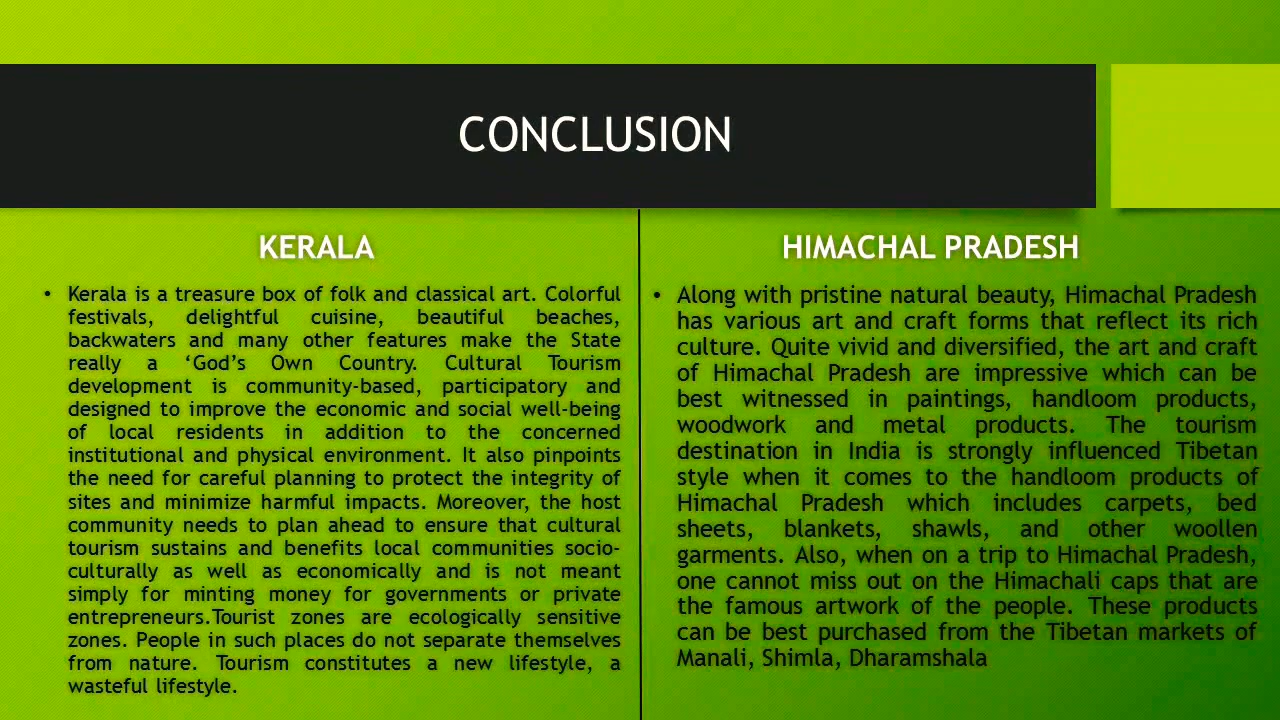 CONCLUSION
KERALA
• Kerala is a treasure box of folk and classical art. Colorful
festivals, delightful cuisine, beautiful beaches,
backwaters and many other features make the State
really a ‘God’s Own Country. Cultural Tourism
development is community-based, participatory and
designed to improve the economic and social well-being
of local residents in addition to the concerned
institutional and physical environment. It also pinpoints
the need for careful planning to protect the integrity of
sites and minimize harmful impacts. Moreover, the host
community needs to plan ahead to ensure that cultural
tourism sustains and benefits local communities socio-
culturally as well as economically and is not meant
simply for minting money for governments or private
entrepreneurs.Tourist zones are ecologically sensitive
zones. People in such places do not separate themselves
from nature. Tourism constitutes a new lifestyle, a
wasteful lifestyle.
HIMACHAL PRADESH
• Along with pristine natural beauty, Himachal Pradesh
has various art and craft forms that reflect its rich
culture. Quite vivid and diversified, the art and craft
of Himachal Pradesh are impressive which can be
best witnessed in paintings, handloom products,
woodwork and metal products. The tourism
destination in India is strongly influenced Tibetan
style when it comes to the handloom products of
Himachal Pradesh which includes carpets, bed
sheets, blankets, shawls, and other woollen
garments. Also, when on a trip to Himachal Pradesh,
one cannot miss out on the Himachali caps that are
the famous artwork of the people. These products
can be best purchased from the Tibetan markets of
Manali, Shimla, Dharamshala